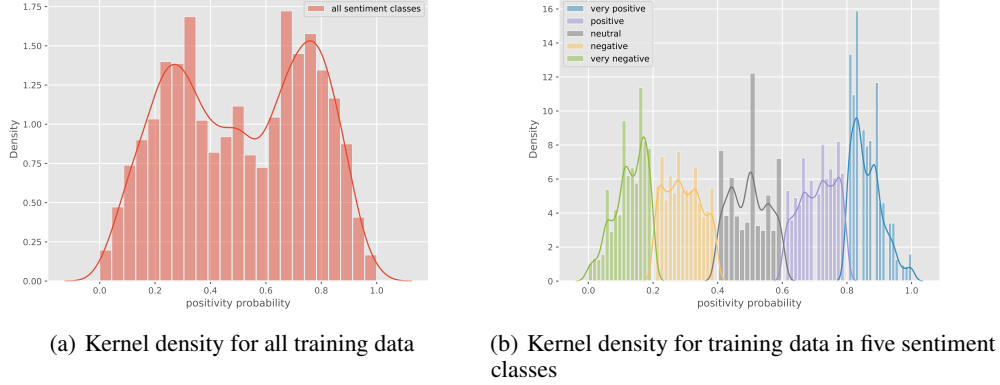 all sentiment classes
1.75
1.50
1.25
1.00
0.75
0.50
0.25
0.00
Density
0.0 0.2 0.4 0.6 0.8 1.0
positivity probability
(a) Kernel density for all training data
very positive
positive
neutral
negative
very negative
16
14
12
10
8
6
4
2
0
Density
0.0 0.2 0.4 0.6 0.8 1.0
positivity probability
(b) Kernel density for training data in five sentiment
classes